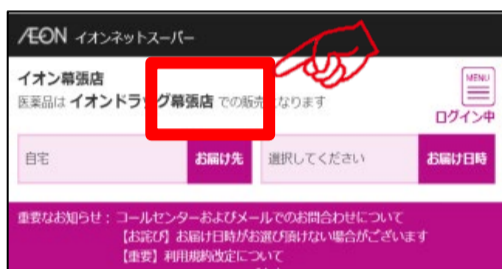 ÆON イオンネットスーパー
イオン幕張店
医薬品は イオンドラッグ幕張店 での販売となります
MENU
ログイン中
自宅 お届け先 選択してください お届け日時
重要なお知らせ： コールセンターおよびメールでのお問合わせについて
【お詫び】お届け日時がお選び頂けない場合がございます
【重要】利用規約改定について